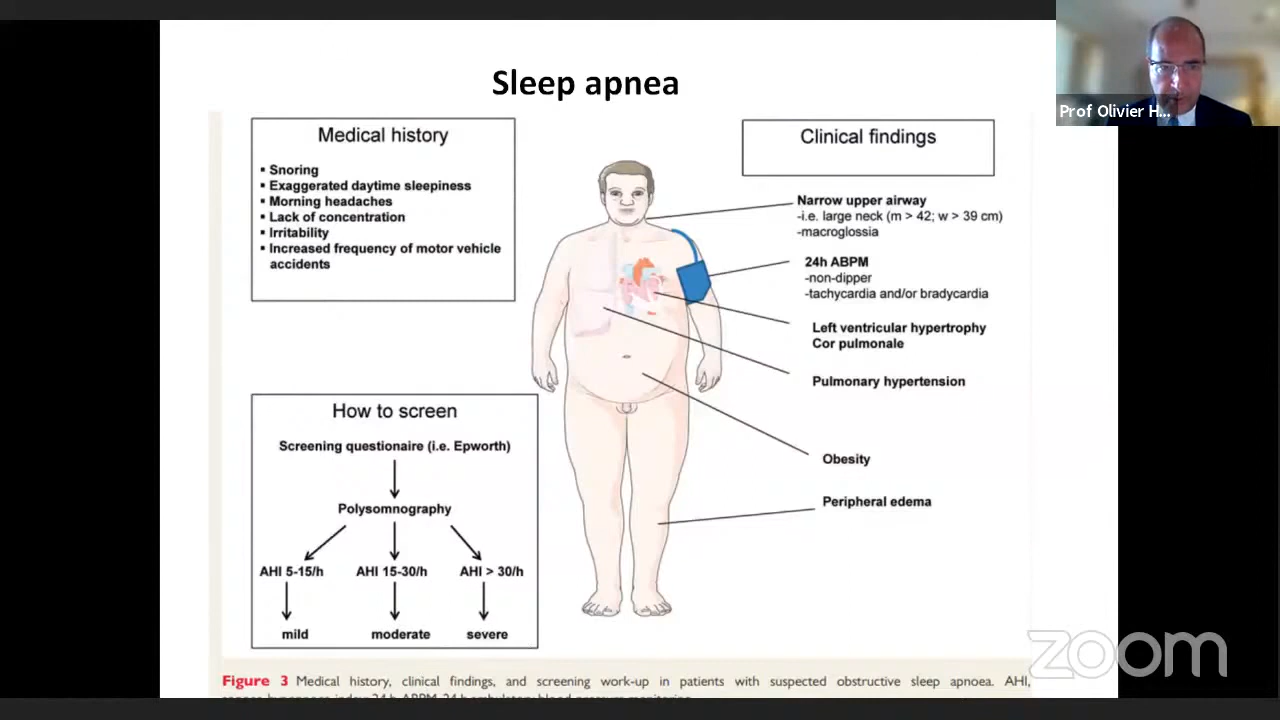 Sleep apnea
Prof Olivier H...
Medical history
▪ Snoring
▪ Exaggerated daytime sleepiness
▪ Morning headaches
▪ Lack of concentration
▪ Irritability
▪ Increased frequency of motor vehicle
accidents
Clinical findings
Narrow upper airway
-i.e. large neck (m > 42; w > 39 cm)
-macroglossia
24h ABPM
-non-dipper
-tachycardia and/or bradycardia
Left ventricular hypertrophy
Cor pulmonale
Pulmonary hypertension
Obesity
Peripheral edema
How to screen
Screening questionaire (i.e. Epworth)
Polysomnography
AHI 5-15/h AHI 15-30/h AHI > 30/h
mild moderate severe
zoom
Figure 3 Medical history, clinical findings, and screening work-up in patients with suspected obstructive sleep apnoea. AHI,